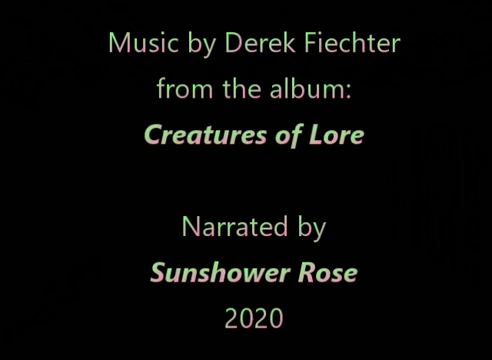 Music by Derek Fiechter
from the album:
Creatures of Lore
Narrated by
Sunshower Rose
2020